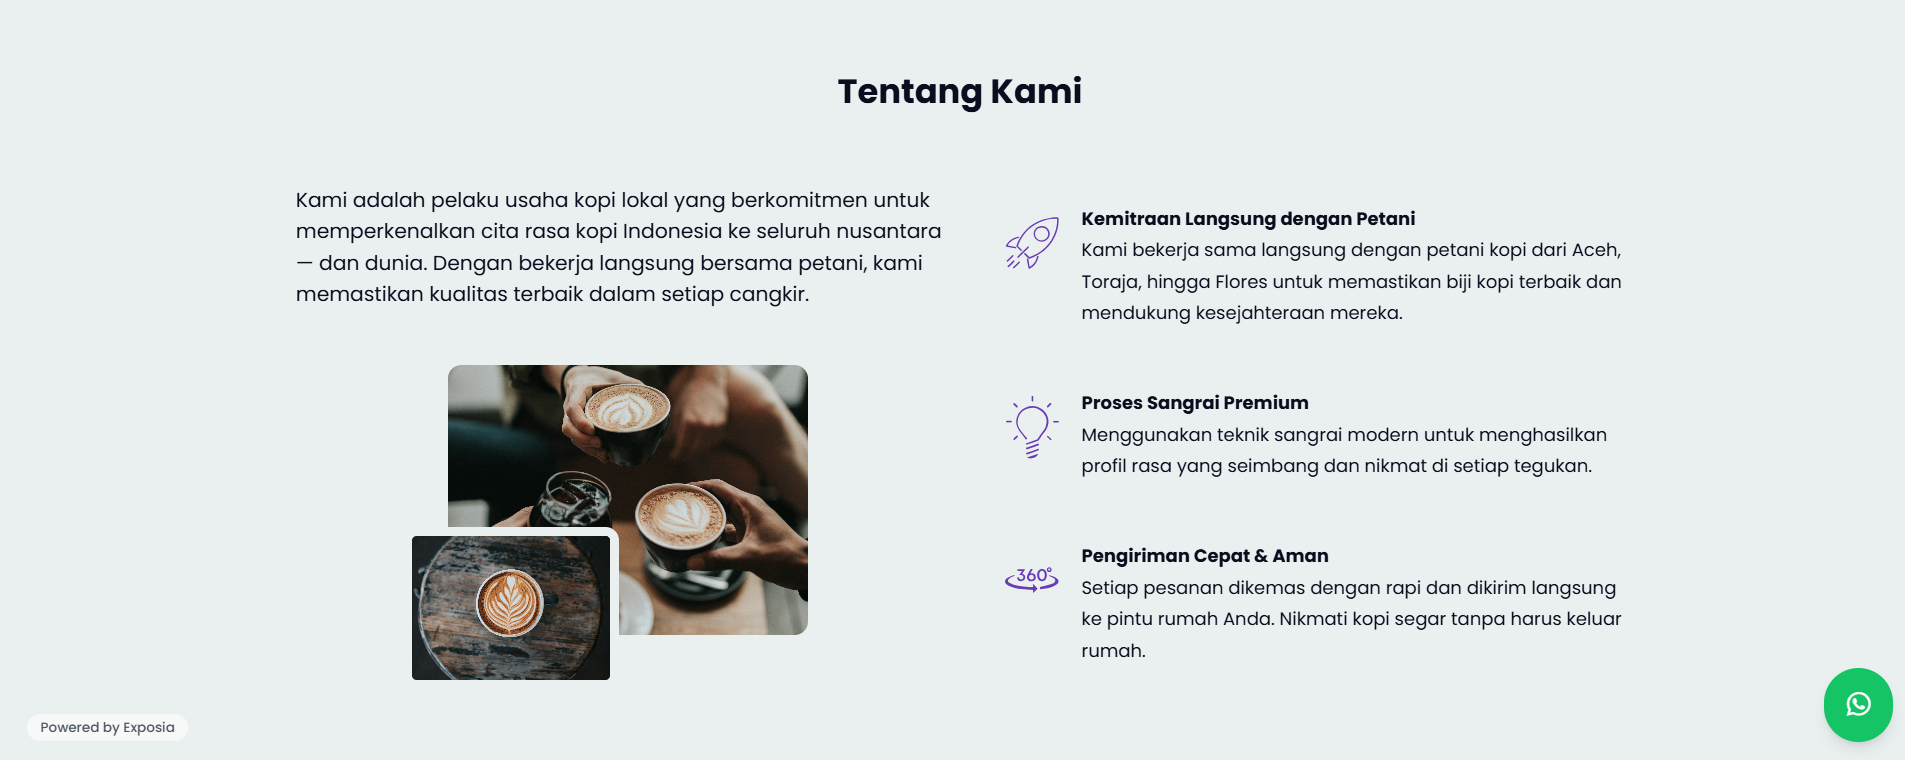 Tentang Kami
Kami adalah pelaku usaha kopi lokal yang berkomitmen untuk
memperkenalkan cita rasa kopi Indonesia ke seluruh nusantara
— dan dunia. Dengan bekerja langsung bersama petani, kami
memastikan kualitas terbaik dalam setiap cangkir.
Kemitraan Langsung dengan Petani
Kami bekerja sama langsung dengan petani kopi dari Aceh,
Toraja, hingga Flores untuk memastikan biji kopi terbaik dan
mendukung kesejahteraan mereka.
Proses Sangrai Premium
Menggunakan teknik sangrai modern untuk menghasilkan
profil rasa yang seimbang dan nikmat di setiap tegukan.
360°
Pengiriman Cepat & Aman
Setiap pesanan dikemas dengan rapi dan dikirim langsung
ke pintu rumah Anda. Nikmati kopi segar tanpa harus keluar
rumah.
Powered by Exposia